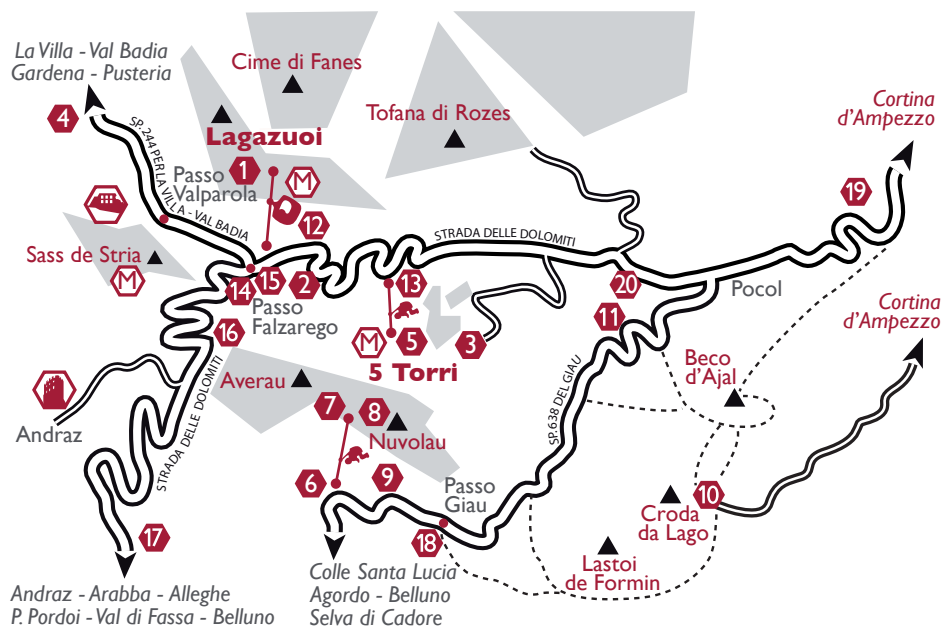 La Villa - Val Badia
Gardena - Pusteria
Cime di Fanes
Tofana di Rozes
Cortina
d'Ampezzo
4
SP.244 PER LA VILLA - VAL BADIA
Lagazuoi
Passo
Valparola
1
M
12
19
STRADA DELLE DOLOMITI
Sass de Stria
M
14
15
2
13
20
Pocol
Passo
Falzarego
16
11
M
5
3
5 Torri
Cortina
d'Ampezzo
Averau
Beco
d'Ajal
Andraz
STRADA DELLE DOLOMITI
7
8
Nuvolau
SP.638 DEL GIAU
6
9
Passo
Giau
10
Croda
da Lago
17
18
Lastoi
de Formin
Andraz - Arabba - Alleghe
P. Pordoi - Val di Fassa - Belluno
Colle Santa Lucia
Agordo - Belluno
Selva di Cadore